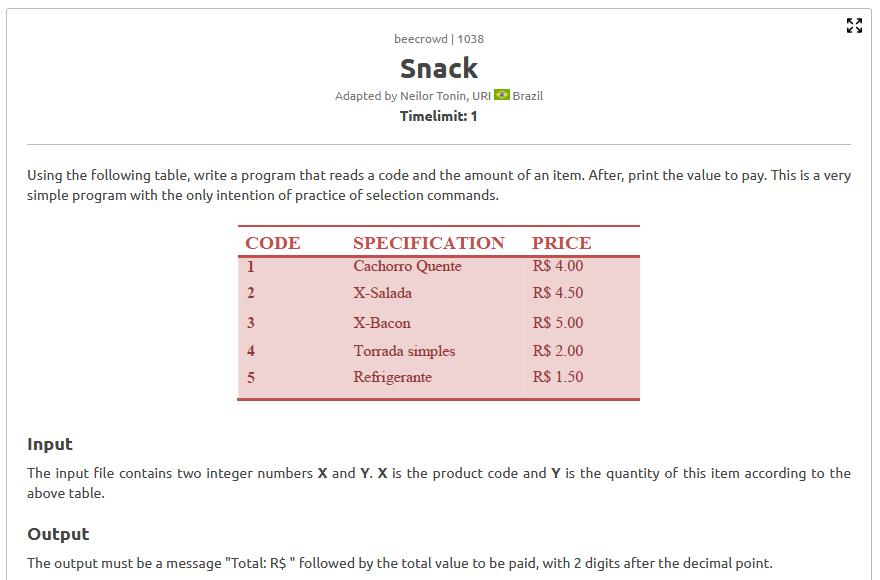 beecrowd | 1038
Snack
Adapted by Neilor Tonin, URI Brazil
Timelimit: 1
Using the following table, write a program that reads a code and the amount of an item. After, print the value to pay. This is a very
simple program with the only intention of practice of selection commands.
CODE SPECIFICATION PRICE
1 Cachorro Quente R$ 4.00
2 X-Salada R$ 4.50
3 X-Bacon R$ 5.00
4 Torrada simples R$ 2.00
5 Refrigerante R$ 1.50
Input
The input file contains two integer numbers X and Y. X is the product code and Y is the quantity of this item according to the
above table.
Output
The output must be a message "Total: R$ " followed by the total value to be paid, with 2 digits after the decimal point.